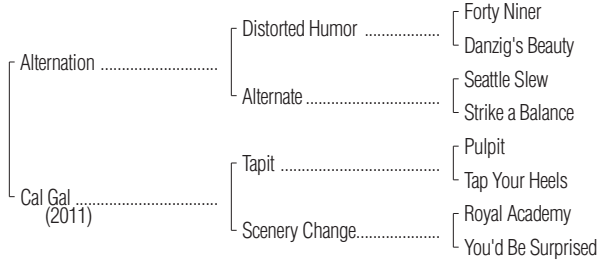 Forty Niner
Distorted Humor ..................
Danzig's Beauty
Alternation ............................
Seattle Slew
Alternate ................................
Strike a Balance
Pulpit
Tapit .......................................
Tap Your Heels
Cal Gal ...................................
(2011)
Royal Academy
Scenery Change....................
You'd Be Surprised